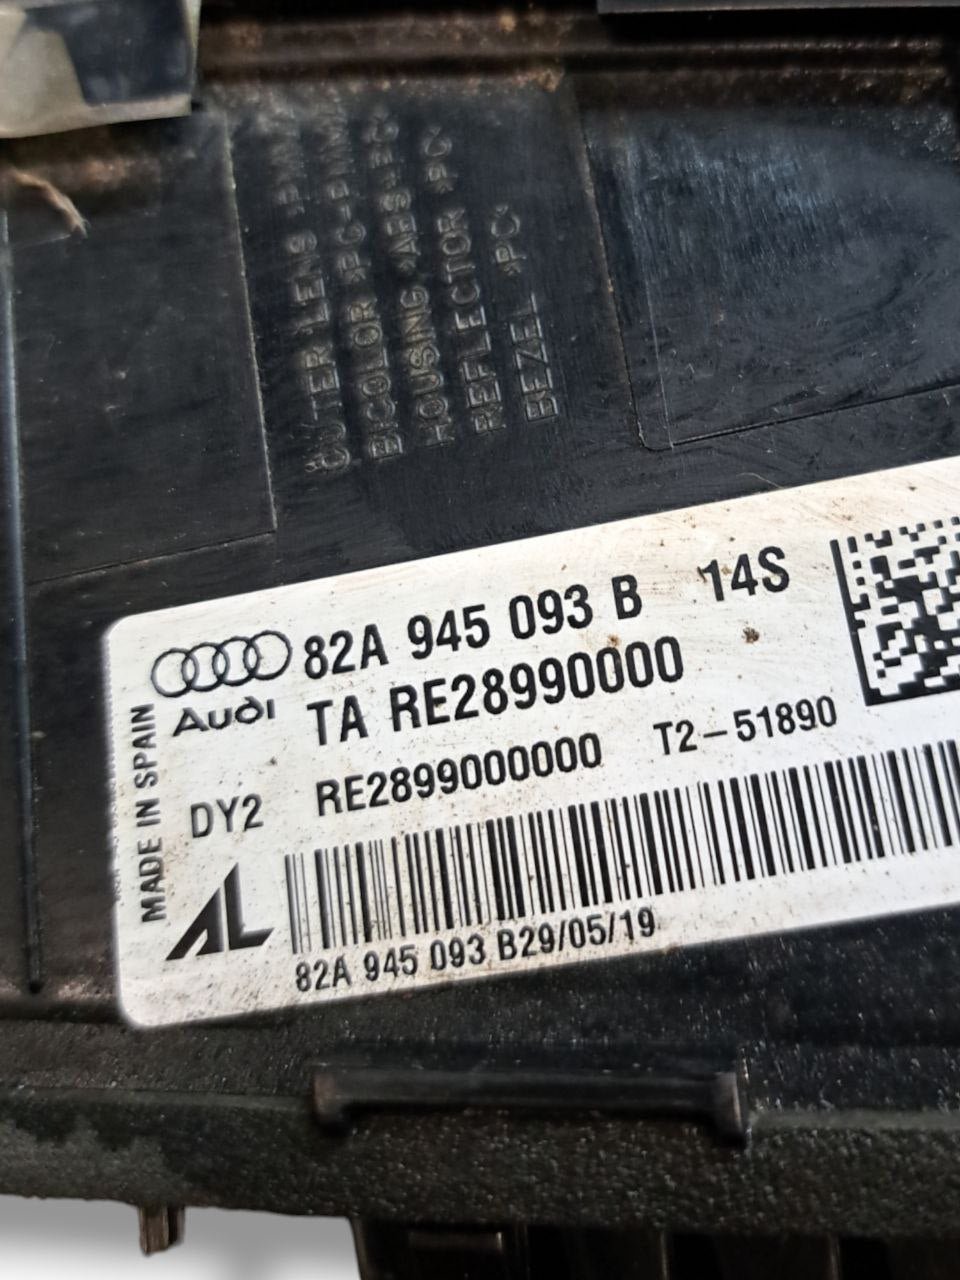 OUTER LENS >PMMA
BICOLOR >PC+PMMA
HOUSING >ABS+PC<
REFLECTOR >PC<
BEZEL >PC<
Audi
82A 945 093 B 14S
TA RE28990000
RE2899000000 T2-51890
DY2
MADE IN SPAIN
AL
82A 945 093 B29/05/19